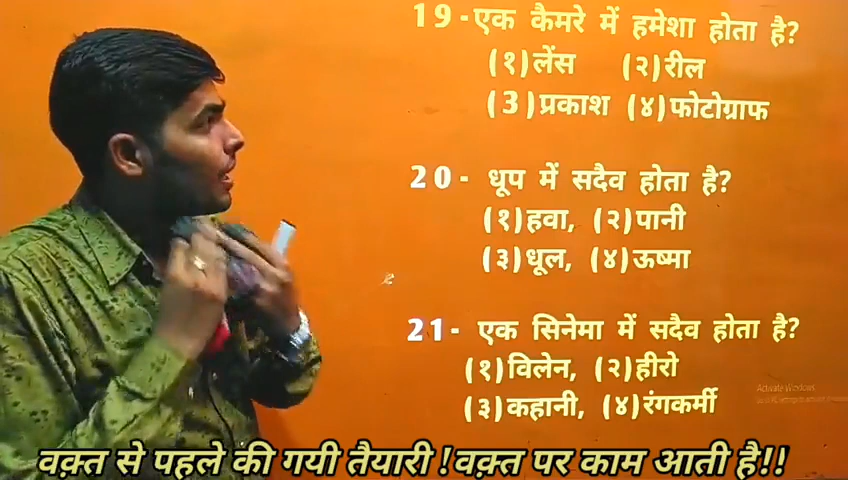 19-एक कैमरे में हमेशा होता है?
(१)लेंस (२)रील
(3)प्रकाश (४)फोटोग्राफ
20- धूप में सदैव होता है?
(१)हवा, (२)पानी
(३)धूल, (४)ऊष्मा
21- एक सिनेमा में सदैव होता है?
(१)विलेन, (२)हीरो
(३)कहानी, (४)रंगकर्मी
Activate Windows
वक़्त से पहले की गयी तैयारी !वक़्त पर काम आती है!!